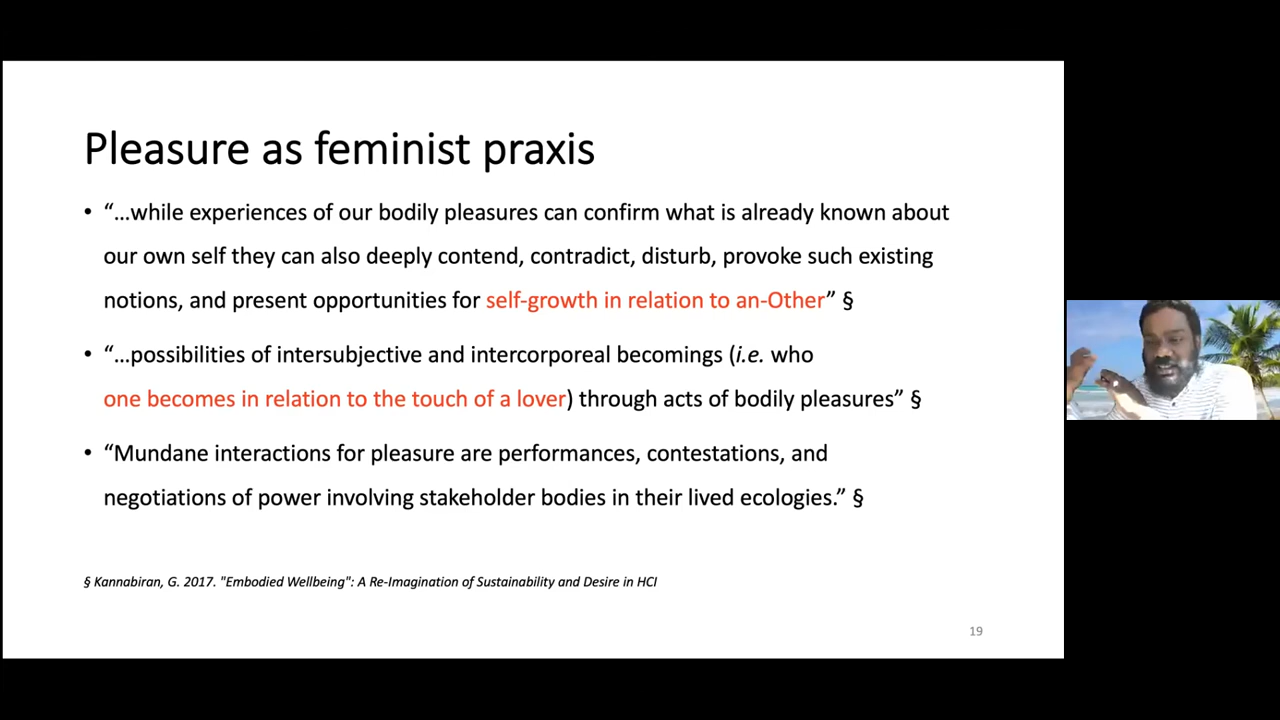 Pleasure as feminist praxis
• “…while experiences of our bodily pleasures can confirm what is already known about
our own self they can also deeply contend, contradict, disturb, provoke such existing
notions, and present opportunities for self-growth in relation to an-Other” §
• “…possibilities of intersubjective and intercorporeal becomings (i.e. who
one becomes in relation to the touch of a lover) through acts of bodily pleasures” §
• “Mundane interactions for pleasure are performances, contestations, and
negotiations of power involving stakeholder bodies in their lived ecologies.” §
§ Kannabiran, G. 2017. "Embodied Wellbeing": A Re-Imagination of Sustainability and Desire in HCI
19